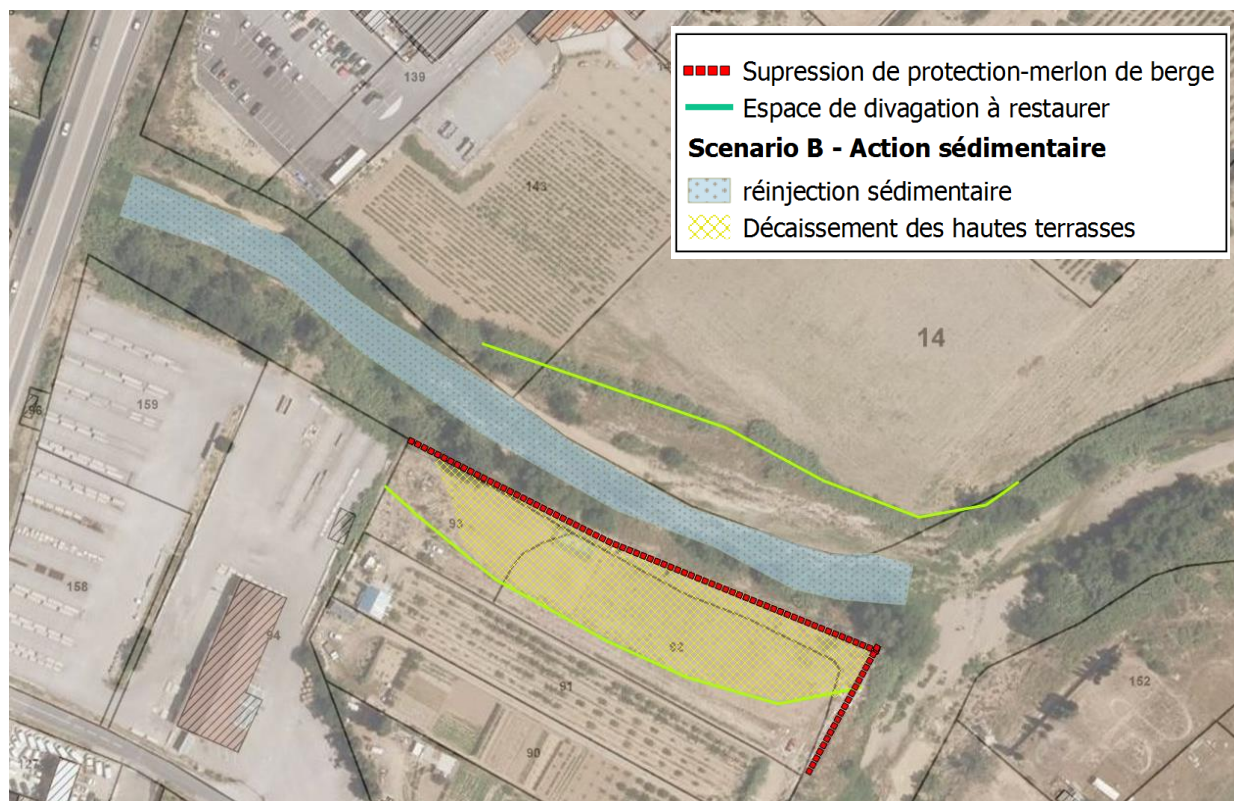 Supression de protection-merlon de berge
Espace de divagation à restaurer
Scenario B - Action sédimentaire
réinjection sédimentaire
Décaissement des hautes terrasses
139
143
14
159
96
158
94
93
92
91
90
152